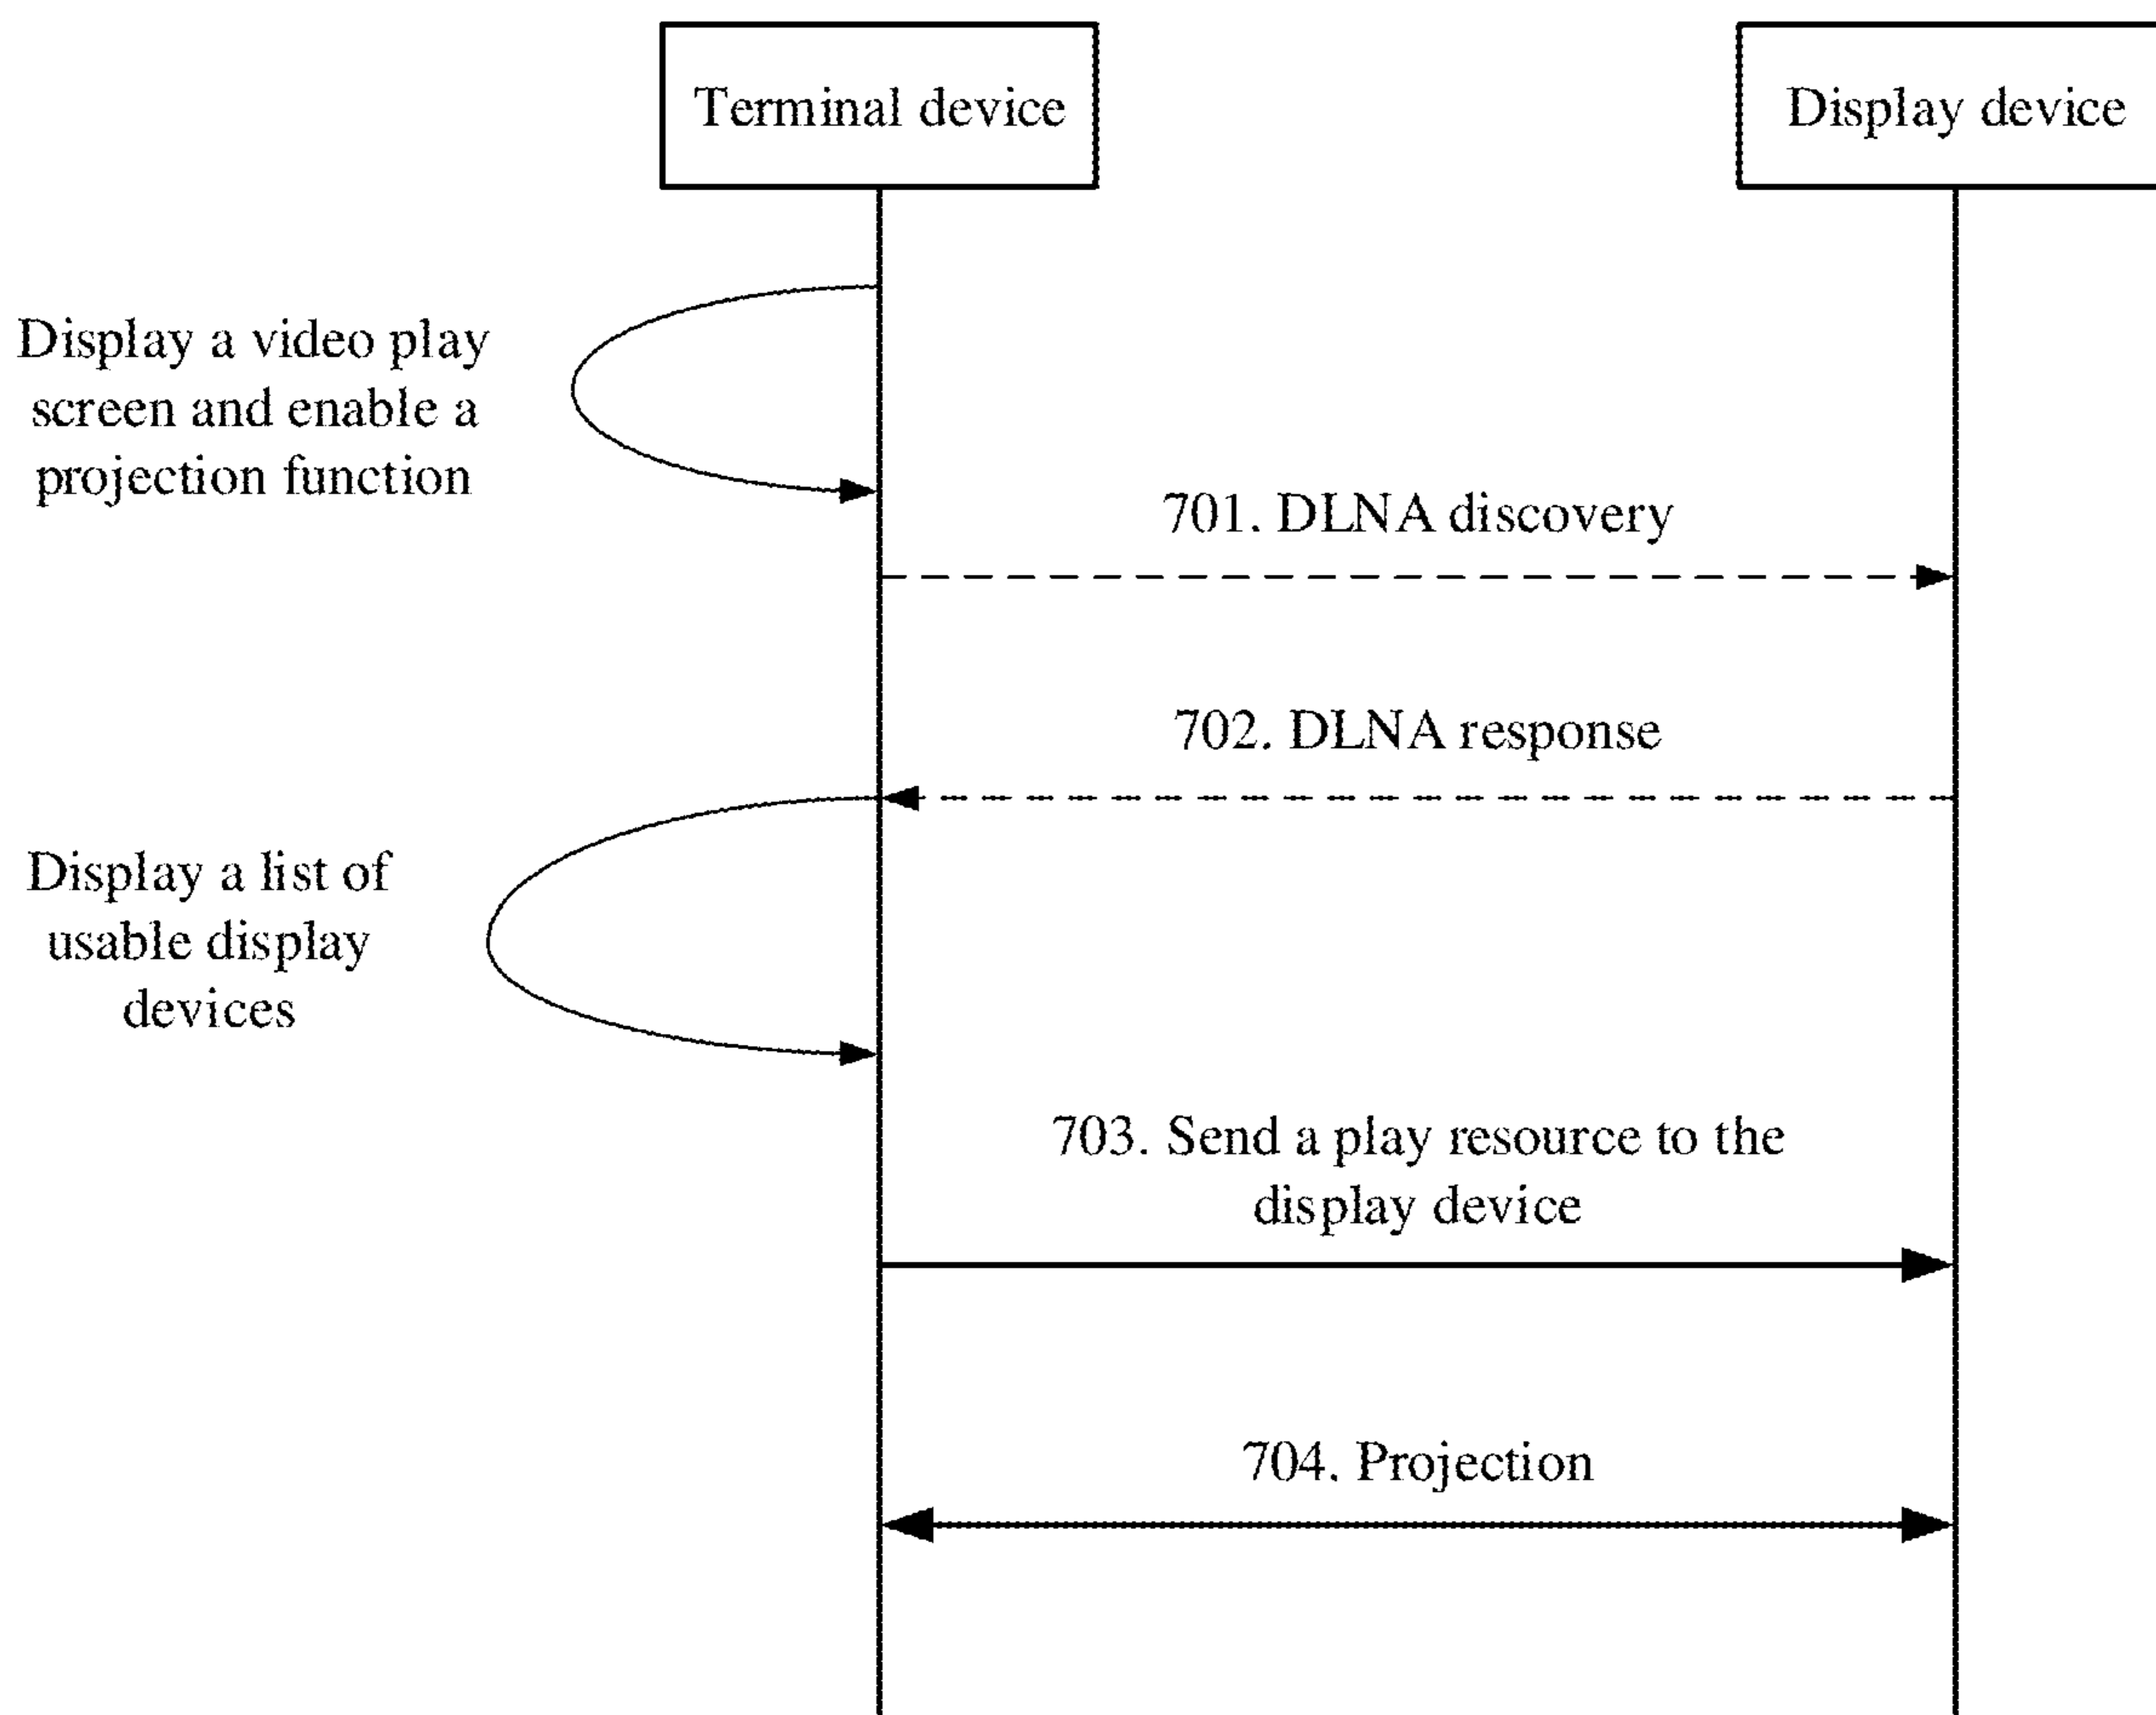 Terminal device
Display device
Display a video play
screen and enable a
projection function
701. DLNA discovery
702. DLNA response
Display a list of
usable display
devices
703. Send a play resource to the
display device
704. Projection